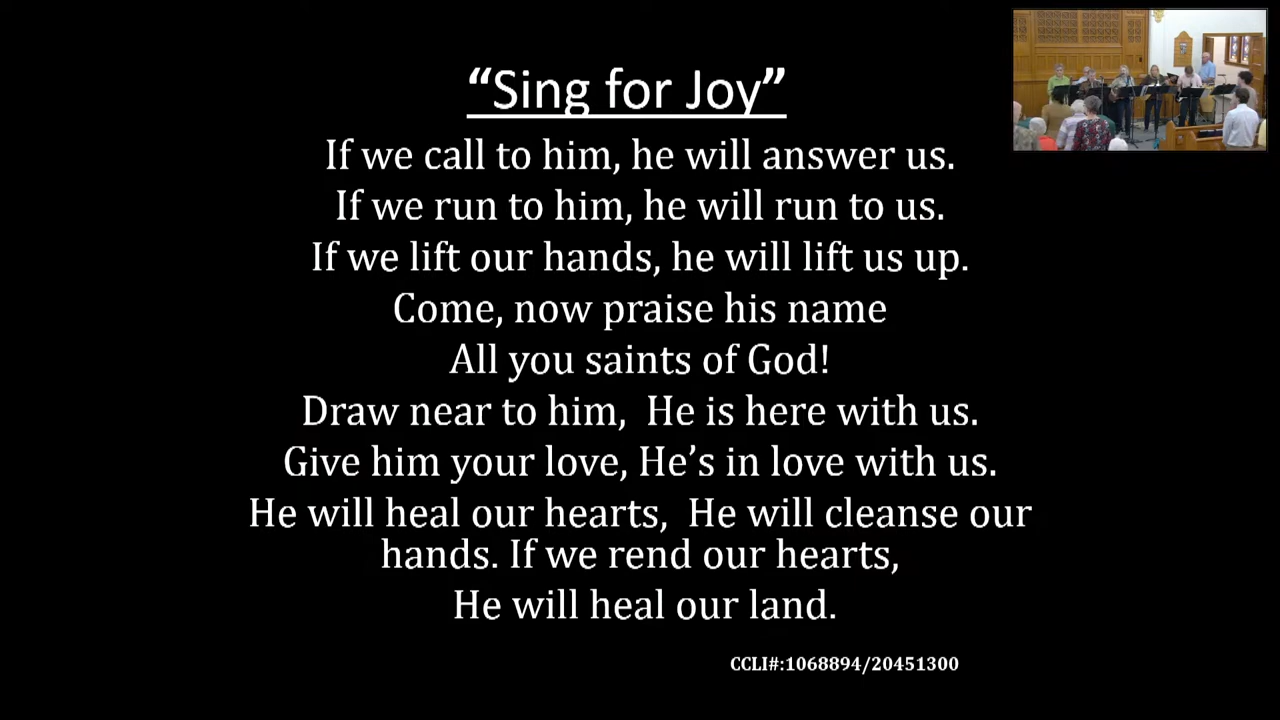 “Sing for Joy”
If we call to him, he will answer us.
If we run to him, he will run to us.
If we lift our hands, he will lift us up.
Come, now praise his name
All you saints of God!
Draw near to him,  He is here with us.
Give him your love, He’s in love with us.
He will heal our hearts,  He will cleanse our
hands. If we rend our hearts,
He will heal our land.
CCLI#:1068894/20451300